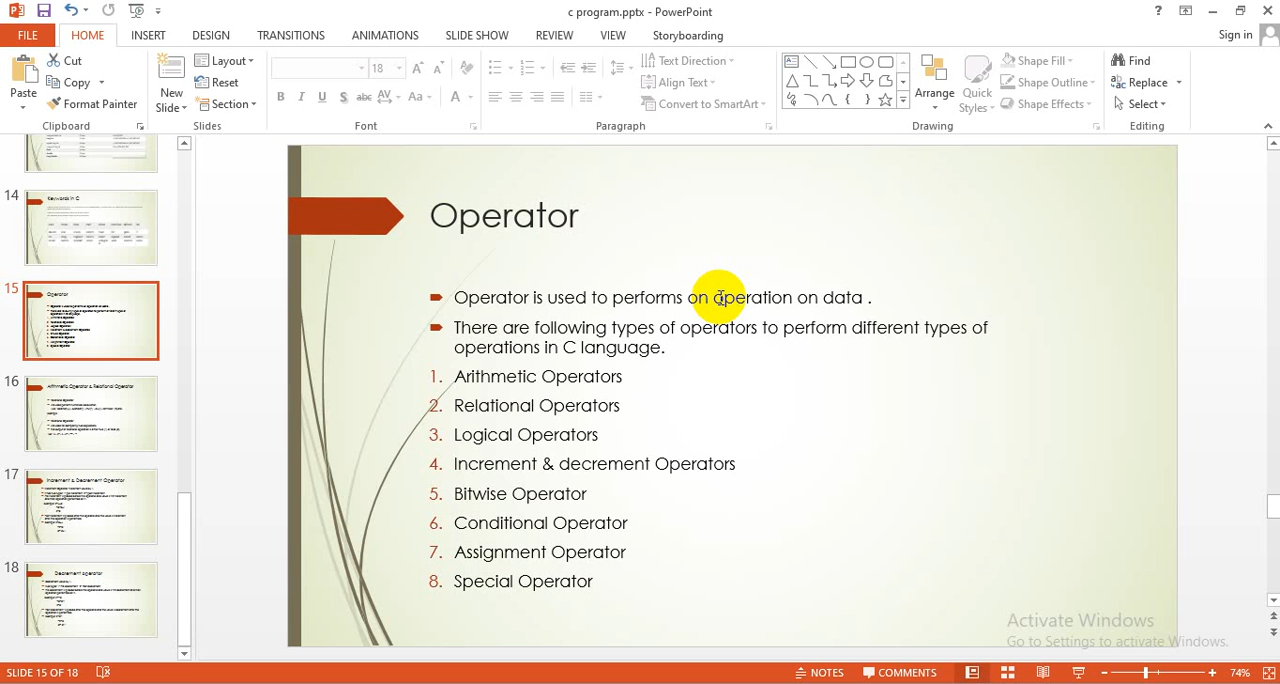 c program.pptx - PowerPoint
Sign in
FILE HOME INSERT DESIGN TRANSITIONS ANIMATIONS SLIDE SHOW REVIEW VIEW Storyboarding
Paste
Cut
Copy
Format Painter
Clipboard
New
Slide
Layout
Reset
Section
Slides
18
Font
Text Direction
Align Text
Convert to SmartArt
Paragraph
Arrange
Quick
Styles
Shape Fill
Shape Outline
Shape Effects
Drawing
Find
Replace
Select
Editing
14
Keywords in C
15
Operator
16
Arithmetic Operator & Relational Operator
17
Increment & Decrement Operator
18
Decrement operator
Operator
Operator is used to performs on operation on data .
There are following types of operators to perform different types of
operations in C language.
1. Arithmetic Operators
2. Relational Operators
3. Logical Operators
4. Increment & decrement Operators
5. Bitwise Operator
6. Conditional Operator
7. Assignment Operator
8. Special Operator
Activate Windows
Go to Settings to activate Windows.
SLIDE 15 OF 18
NOTES
COMMENTS
74%